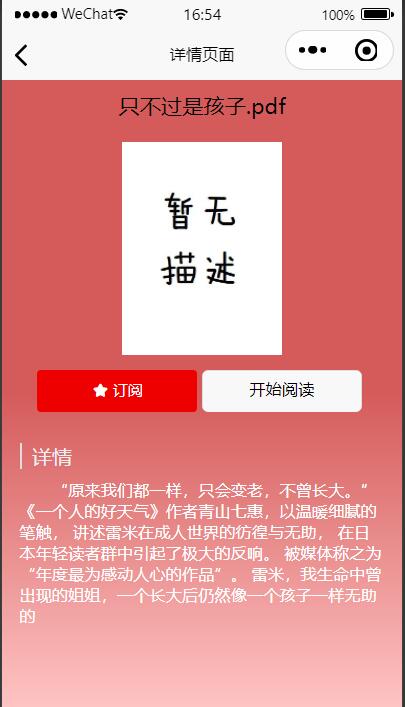 WeChat 16:54 100%
详情页面
只不过是孩子.pdf
暂无
描述
订阅 开始阅读
详情
“原来我们都一样，只会变老，不曾长大。”
《一个人的好天气》作者青山七惠，以温暖细腻的
笔触， 讲述雷米在成人世界的彷徨与无助， 在日
本年轻读者群中引起了极大的反响。 被媒体称之为
“年度最为感动人心的作品”。 雷米，我生命中曾
出现的姐姐，一个长大后仍然像一个孩子一样无助
的